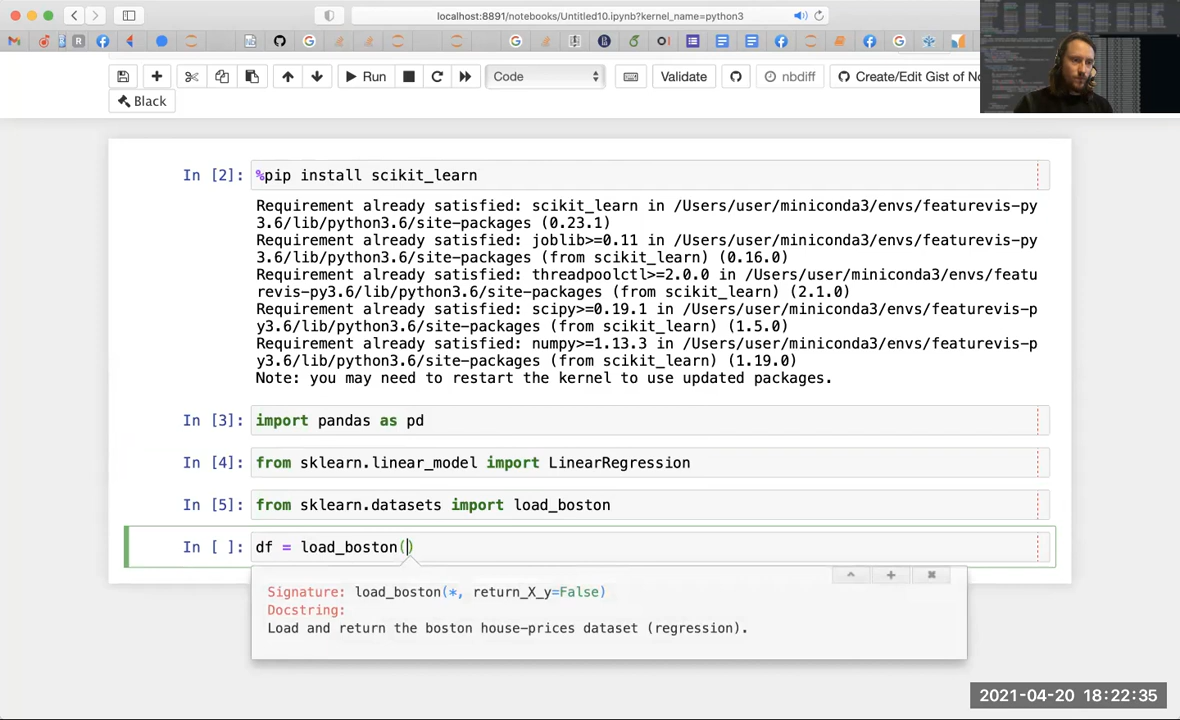 localhost:8891/notebooks/Untitled10.ipynb?kernel_name=python3
Run
Code
Validate
nbdiff
Create/Edit Gist of No
Black
In [2]:
%pip install scikit_learn
Requirement already satisfied: scikit_learn in /Users/user/miniconda3/envs/featurevis-py
3.6/lib/python3.6/site-packages (0.23.1)
Requirement already satisfied: joblib>=0.11 in /Users/user/miniconda3/envs/featurevis-py
3.6/lib/python3.6/site-packages (from scikit_learn) (0.16.0)
Requirement already satisfied: threadpoolctl>=2.0.0 in /Users/user/miniconda3/envs/featu
revis-py3.6/lib/python3.6/site-packages (from scikit_learn) (2.1.0)
Requirement already satisfied: scipy>=0.19.1 in /Users/user/miniconda3/envs/featurevis-p
y3.6/lib/python3.6/site-packages (from scikit_learn) (1.5.0)
Requirement already satisfied: numpy>=1.13.3 in /Users/user/miniconda3/envs/featurevis-p
y3.6/lib/python3.6/site-packages (from scikit_learn) (1.19.0)
Note: you may need to restart the kernel to use updated packages.
In [3]:
import pandas as pd
In [4]:
from sklearn.linear_model import LinearRegression
In [5]:
from sklearn.datasets import load_boston
In [ ]:
df = load_boston()
Signature: load_boston(*, return_X_y=False)
Docstring:
Load and return the boston house-prices dataset (regression).
2021-04-20 18:22:35